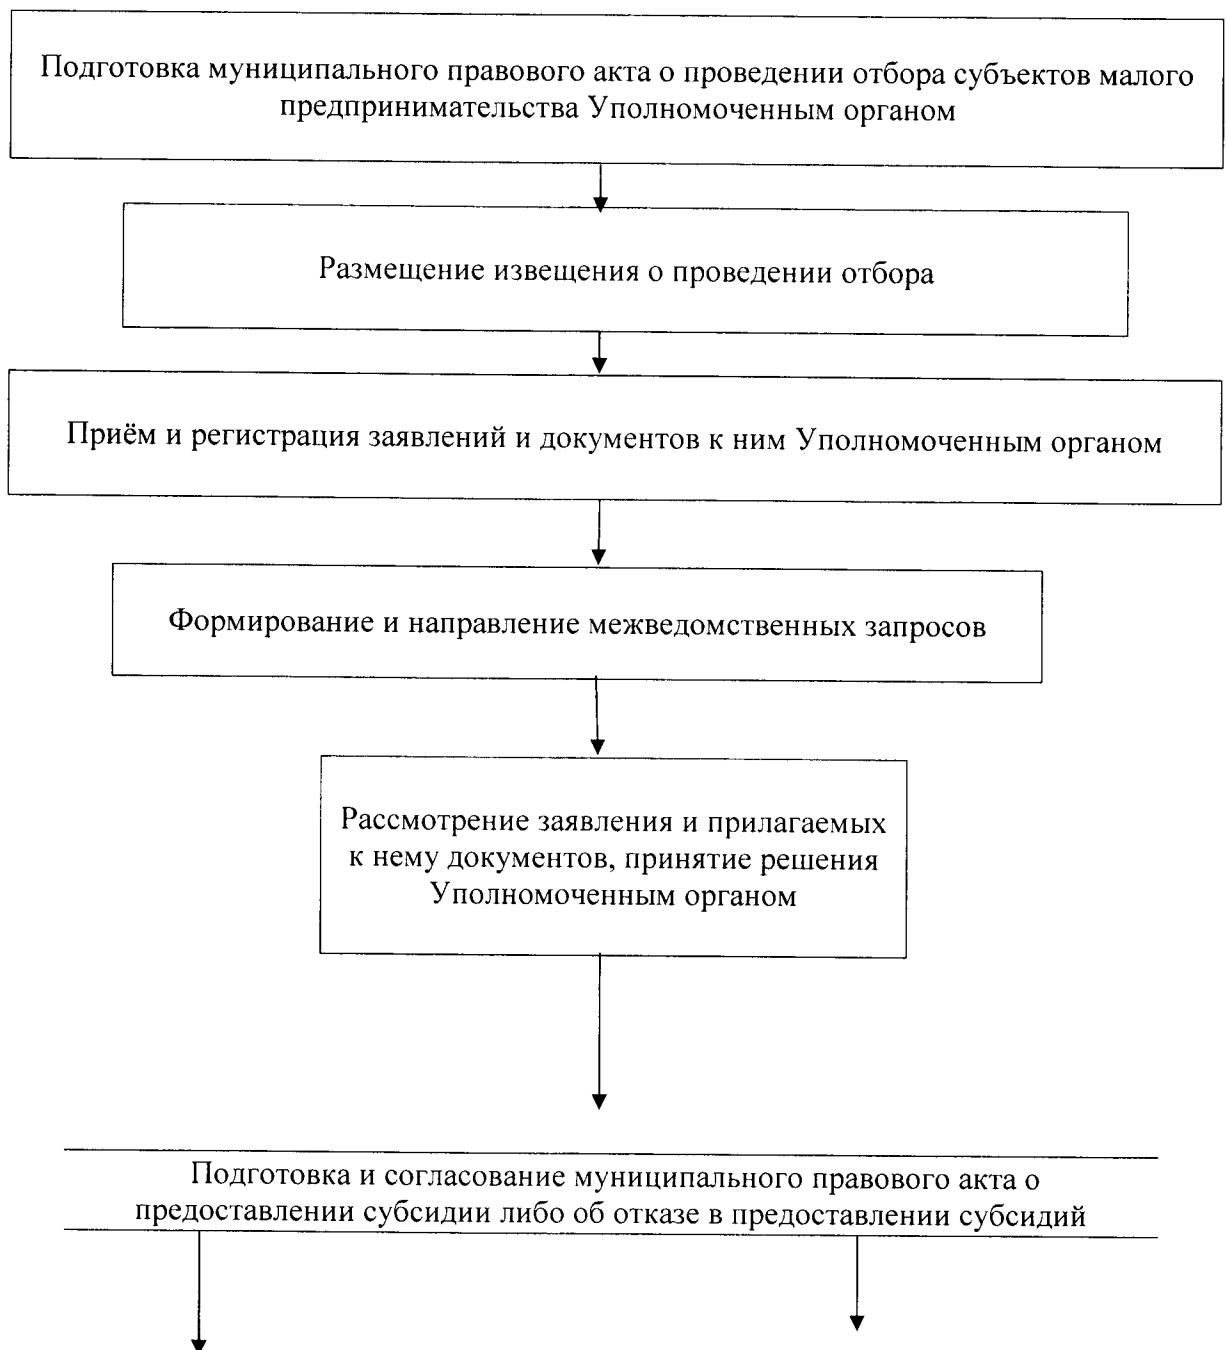 Подготовка муниципального правового акта о проведении отбора субъектов малого
предпринимательства Уполномоченным органом
Размещение извещения о проведении отбора
Приём и регистрация заявлений и документов к ним Уполномоченным органом
Формирование и направление межведомственных запросов
Рассмотрение заявления и прилагаемых
к нему документов, принятие решения
Уполномоченным органом
Подготовка и согласование муниципального правового акта о
предоставлении субсидии либо об отказе в предоставлении субсидий